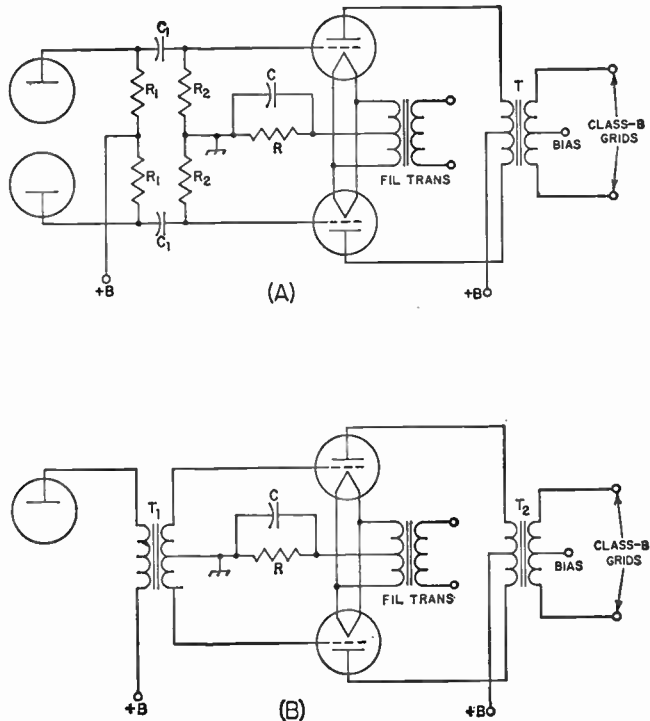 C₁
R₁
R₂
C
R
FIL TRANS
T
CLASS-B
GRIDS
BIAS
R₁
R₂
C₁
+B
(A)
+B
T₁
C
R
FIL TRANS
T₂
CLASS-B
GRIDS
BIAS
+B
(B)
+B